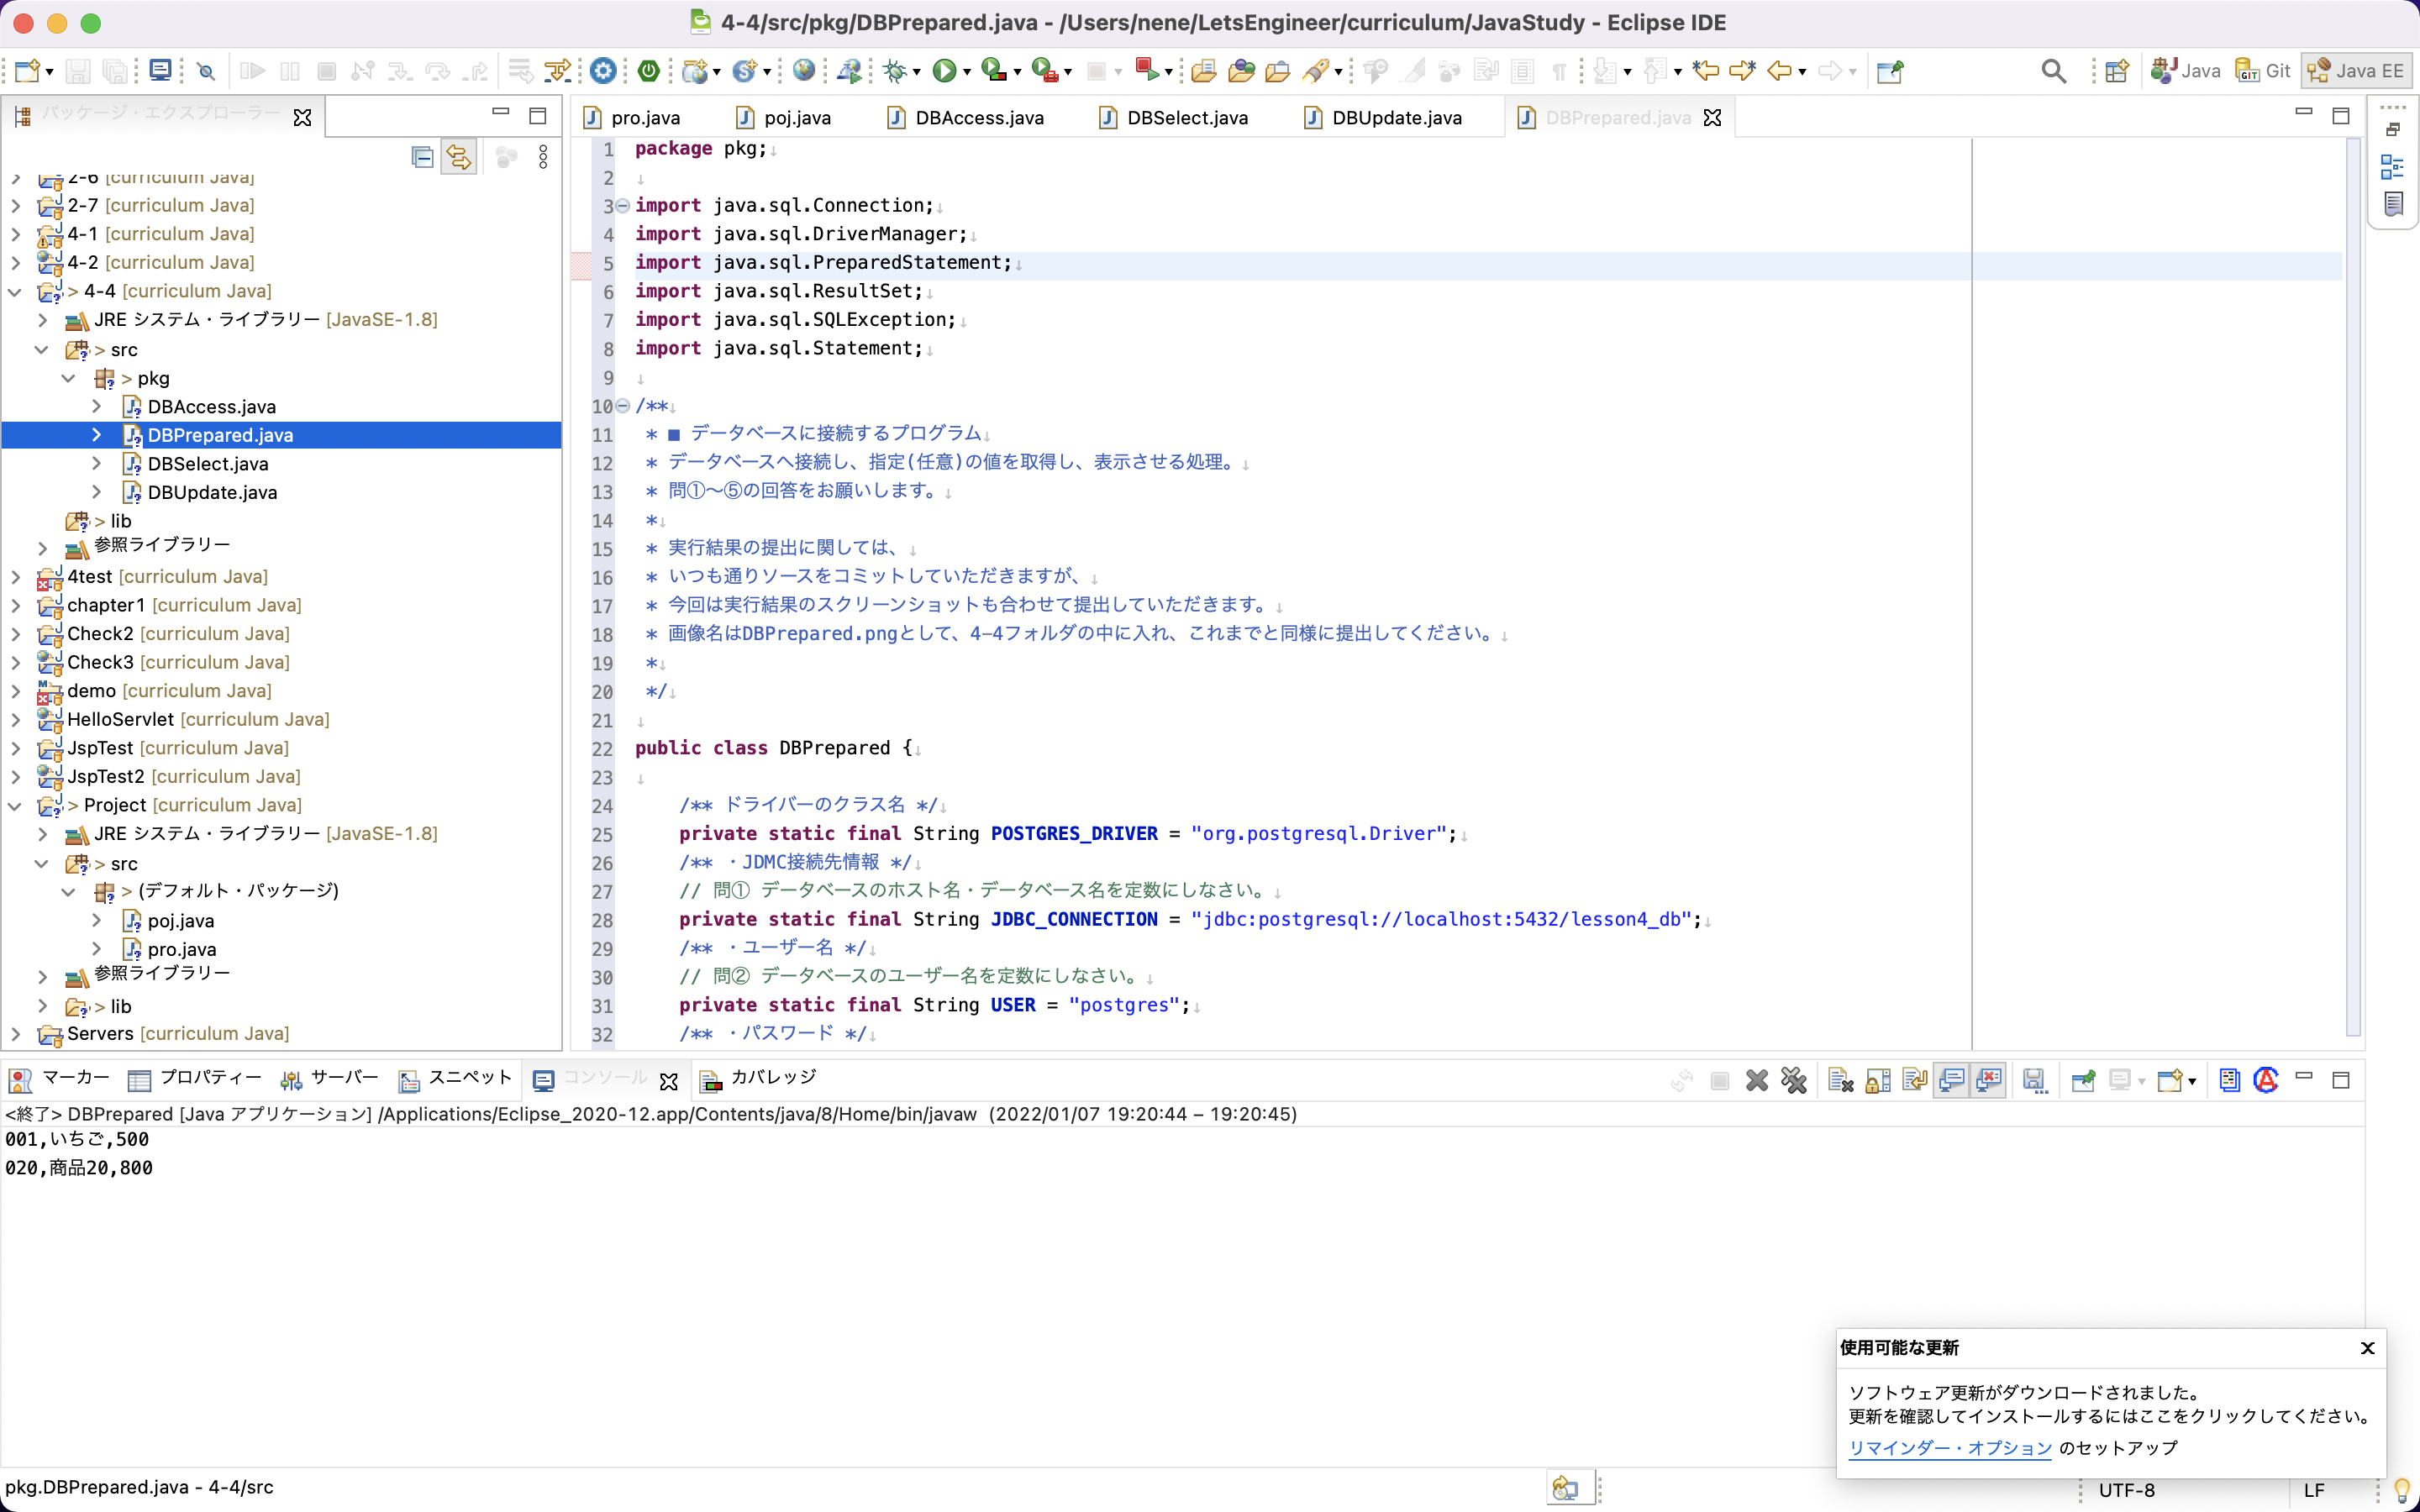 4-4/src/pkg/DBPrepared.java - /Users/nene/LetsEngineer/curriculum/JavaStudy - Eclipse IDE
Java
Git
Java EE
パッケージ・エクスプローラー
2-6 [curriculum Java]
2-7 [curriculum Java]
4-1 [curriculum Java]
4-2 [curriculum Java]
> 4-4 [curriculum Java]
JRE システム・ライブラリー [JavaSE-1.8]
> src
> pkg
DBAccess.java
DBPrepared.java
DBSelect.java
DBUpdate.java
> lib
参照ライブラリー
4test [curriculum Java]
chapter1 [curriculum Java]
Check2 [curriculum Java]
Check3 [curriculum Java]
demo [curriculum Java]
HelloServlet [curriculum Java]
JspTest [curriculum Java]
JspTest2 [curriculum Java]
> Project [curriculum Java]
JRE システム・ライブラリー [JavaSE-1.8]
> src
> (デフォルト・パッケージ)
poj.java
pro.java
参照ライブラリー
> lib
Servers [curriculum Java]
pro.java
poj.java
DBAccess.java
DBSelect.java
DBUpdate.java
DBPrepared.java
1 package pkg;↓
2 ↓
3 import java.sql.Connection;↓
4 import java.sql.DriverManager;↓
5 import java.sql.PreparedStatement;↓
6 import java.sql.ResultSet;↓
7 import java.sql.SQLException;↓
8 import java.sql.Statement;↓
9 ↓
10 /**↓
11 * ■ データベースに接続するプログラム↓
12 * データベースへ接続し、指定(任意)の値を取得し、表示させる処理。↓
13 * 問①〜⑤の回答をお願いします。↓
14 *↓
15 * 実行結果の提出に関しては、↓
16 * いつも通りソースをコミットしていただきますが、↓
17 * 今回は実行結果のスクリーンショットも合わせて提出していただきます。↓
18 * 画像名はDBPrepared.pngとして、4−4フォルダの中に入れ、これまでと同様に提出してください。↓
19 *↓
20 */↓
21 ↓
22 public class DBPrepared {↓
23 ↓
24 /** ドライバーのクラス名 */↓
25 private static final String POSTGRES_DRIVER = "org.postgresql.Driver";↓
26 /** ・JDMC接続先情報 */↓
27 // 問① データベースのホスト名・データベース名を定数にしなさい。↓
28 private static final String JDBC_CONNECTION = "jdbc:postgresql://localhost:5432/lesson4_db";↓
29 /** ・ユーザー名 */↓
30 // 問② データベースのユーザー名を定数にしなさい。↓
31 private static final String USER = "postgres";↓
32 /** ・パスワード */↓
マーカー
プロパティー
サーバー
スニペット
コンソール
カバレッジ
<終了> DBPrepared [Java アプリケーション] /Applications/Eclipse_2020-12.app/Contents/java/8/Home/bin/javaw (2022/01/07 19:20:44 – 19:20:45)
001,いちご,500
020,商品20,800
使用可能な更新
ソフトウェア更新がダウンロードされました。
更新を確認してインストールするにはここをクリックしてください。
リマインダー・オプション のセットアップ
pkg.DBPrepared.java - 4-4/src
UTF-8
LF